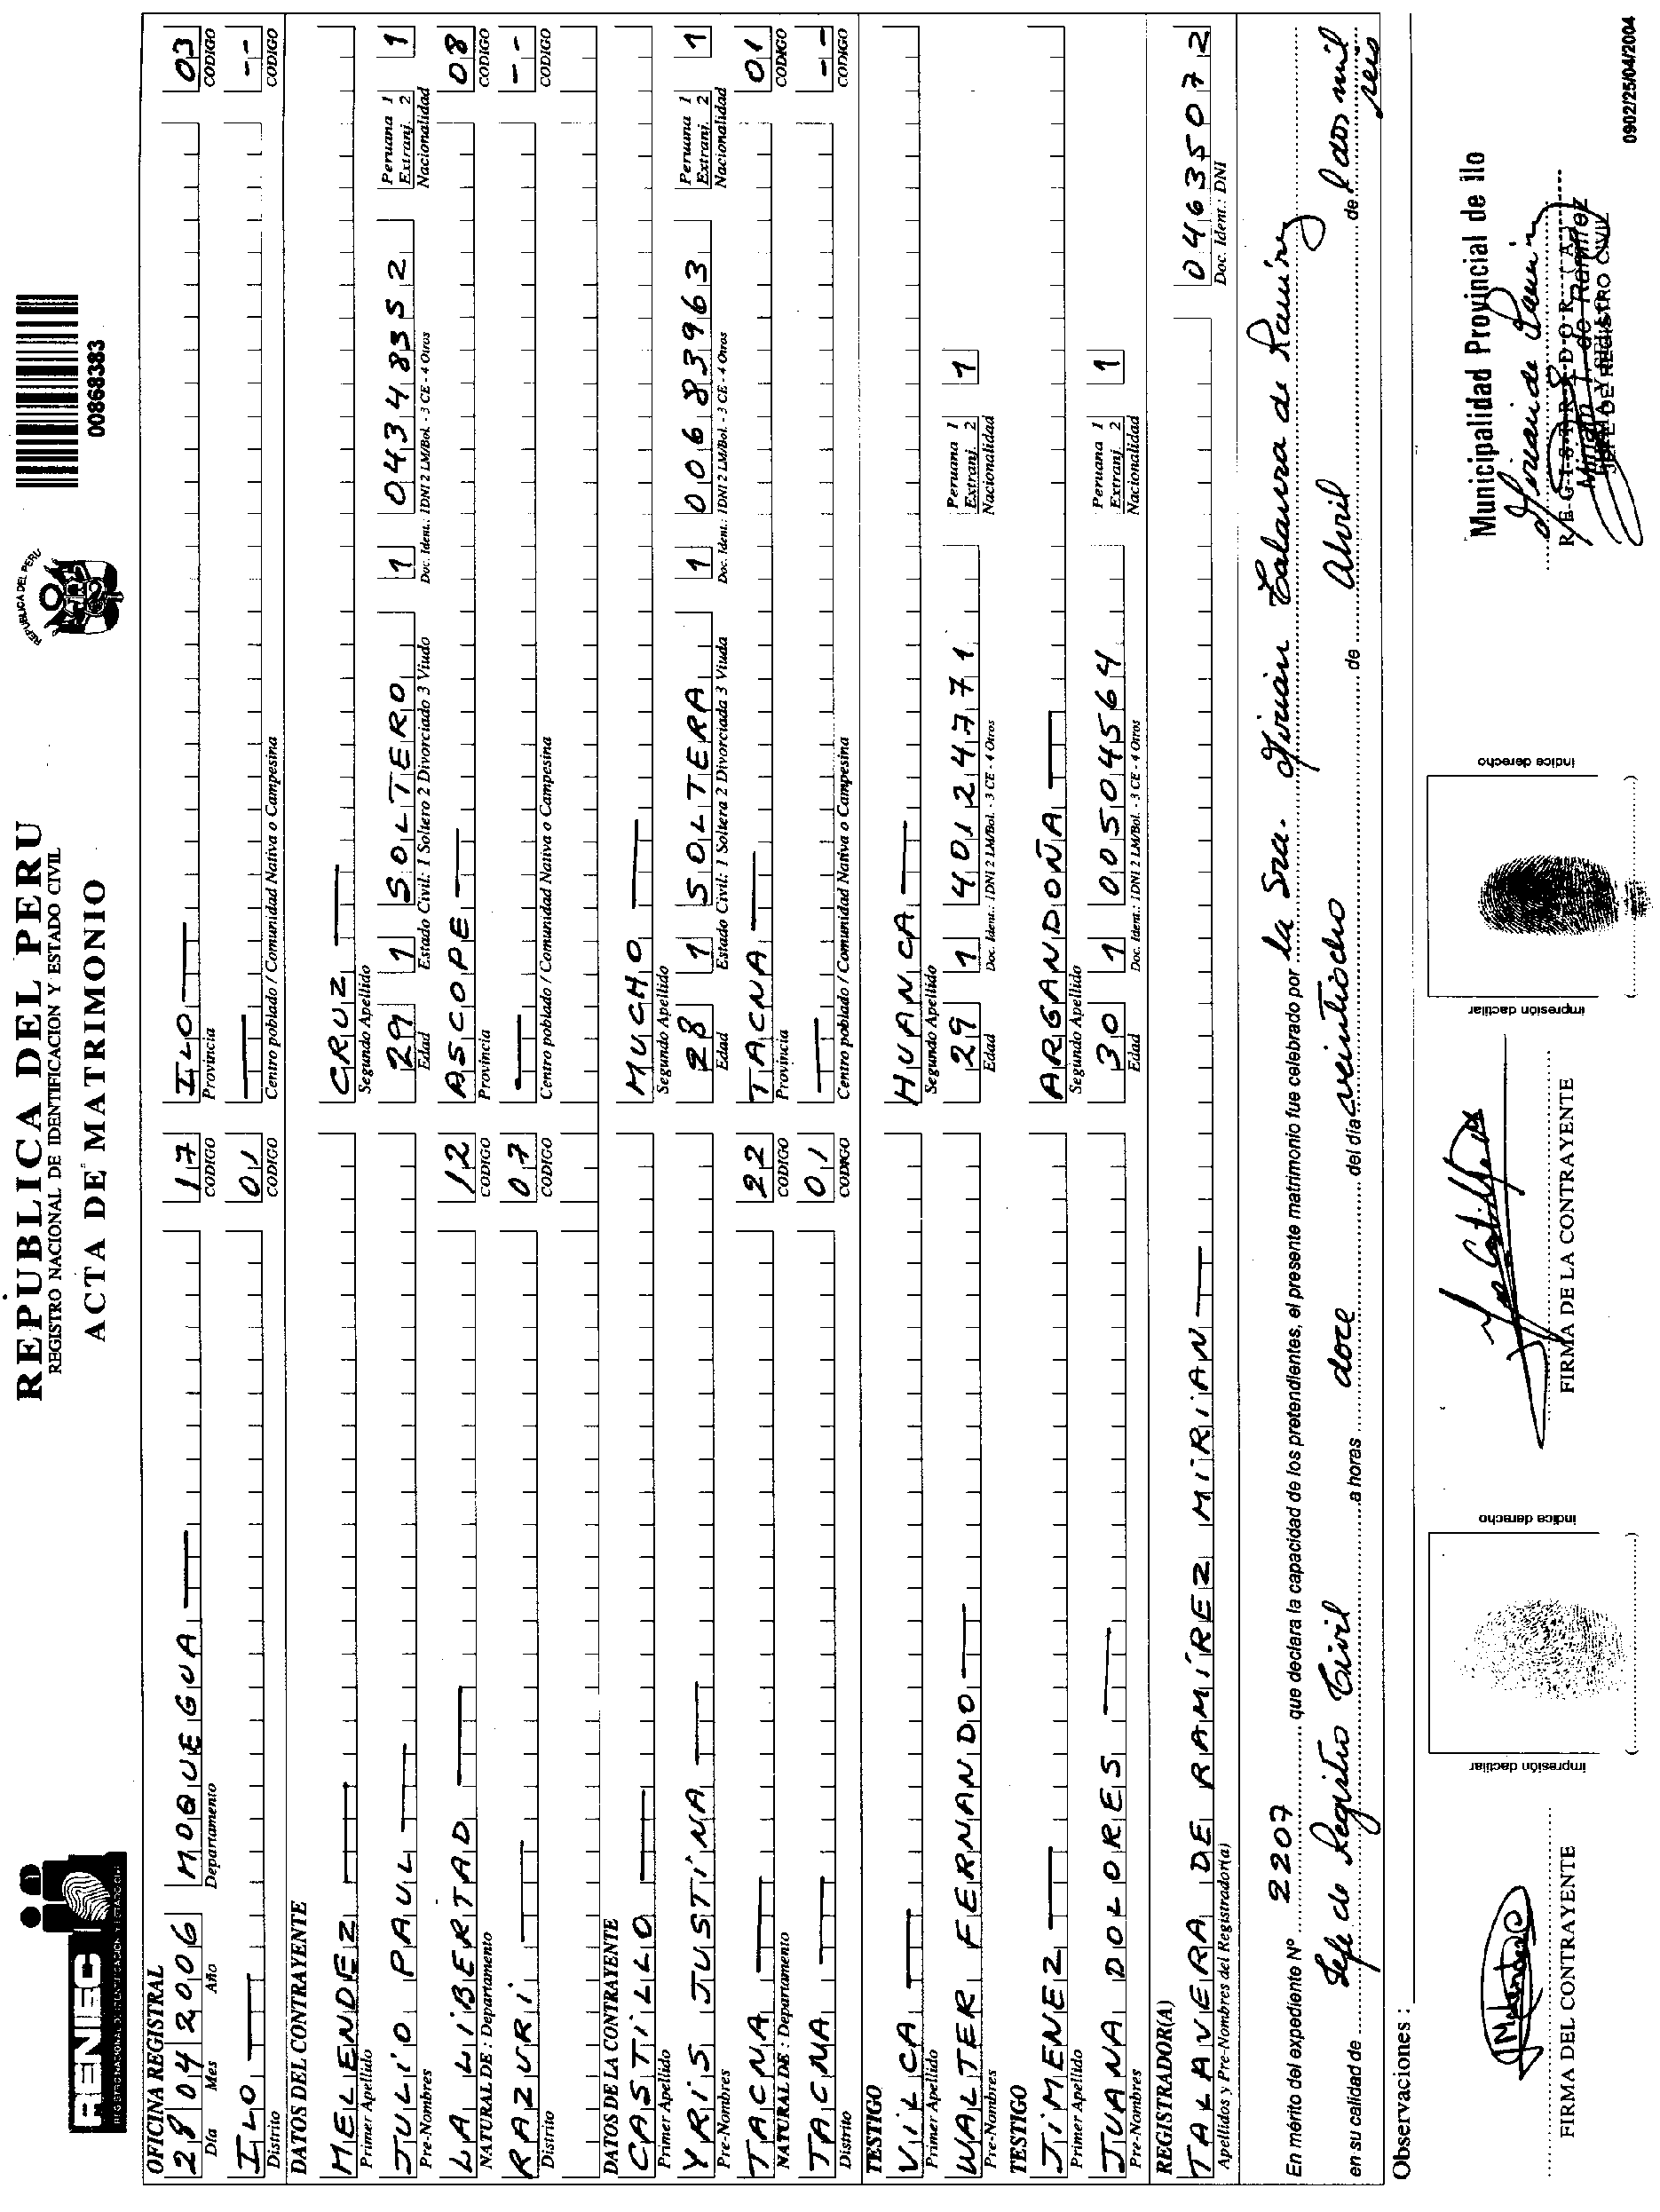 RENIEC
REGISTRO NACIONAL DE IDENTIFICACION Y ESTADO CIVIL
REPUBLICA DEL PERU
REGISTRO NACIONAL DE IDENTIFICACION Y ESTADO CIVIL
ACTA DE MATRIMONIO
REPUBLICA DEL PERU
00868383
OFICINA REGISTRAL
28 04 2006 MOQUEGUA 17 ILO 03
Día Mes Año Departamento CODIGO Provincia CODIGO
ILO 01 --
Distrito CODIGO Centro poblado / Comunidad Nativa o Campesina CODIGO
DATOS DEL CONTRAYENTE
MELENDEZ CRUZ
Primer Apellido Segundo Apellido
JULIO PAUL 29 1 SOLTERO 1 04348352 Peruana 1 Extranj. 2 1
Pre-Nombres Edad Estado Civil: 1 Soltero 2 Divorciado 3 Viudo Doc. Ident.: 1DNI 2 LM/Bol. - 3 CE - 4 Otros Nacionalidad
LA LIBERTAD 12 ASCOPE 08
NATURAL DE : Departamento CODIGO Provincia CODIGO
RAZURI 07 --
Distrito CODIGO Centro poblado / Comunidad Nativa o Campesina CODIGO
DATOS DE LA CONTRAYENTE
CASTILLO MUCHO
Primer Apellido Segundo Apellido
YRIS JUSTINA 28 1 SOLTERA 1 00683963 Peruana 1 Extranj. 2 1
Pre-Nombres Edad Estado Civil: 1 Soltera 2 Divorciada 3 Viuda Doc. Ident.: 1DNI 2 LM/Bol. - 3 CE - 4 Otros Nacionalidad
TACNA 22 TACNA 01
NATURAL DE : Departamento CODIGO Provincia CODIGO
TACNA 01 --
Distrito CODIGO Centro poblado / Comunidad Nativa o Campesina CODIGO
TESTIGO
VILCA HUANCA
Primer Apellido Segundo Apellido
WALTER FERNANDO 29 1 40124771 Peruana 1 Extranj. 2 1
Pre-Nombres Edad Doc. Ident.: 1DNI 2 LM/Bol. - 3 CE - 4 Otros Nacionalidad
TESTIGO
JIMENEZ ARGANDOÑA
Primer Apellido Segundo Apellido
JUANA DOLORES 30 1 00504564 Peruana 1 Extranj. 2 1
Pre-Nombres Edad Doc. Ident.: 1DNI 2 LM/Bol. - 3 CE - 4 Otros Nacionalidad
REGISTRADOR(A)
TALAVERA DE RAMÍREZ MIRIAN 04635072
Apellidos y Pre-Nombres del Registrador(a) Doc. Ident.: DNI
En mérito del expediente Nº 2207 que declara la capacidad de los pretendientes, el presente matrimonio fue celebrado por la Sra. Mirian Talavera de Ramírez
en su calidad de Jefe de Registro Civil a horas doce del día veintiocho de Abril de dos mil seis
Observaciones :
Municipalidad Provincial de Ilo
REGISTRADOR (A)
JEFE DE REGISTRO CIVIL
impresión dactilar índice derecho
impresión dactilar índice derecho
FIRMA DEL CONTRAYENTE
FIRMA DE LA CONTRAYENTE
0902/25/04/2004